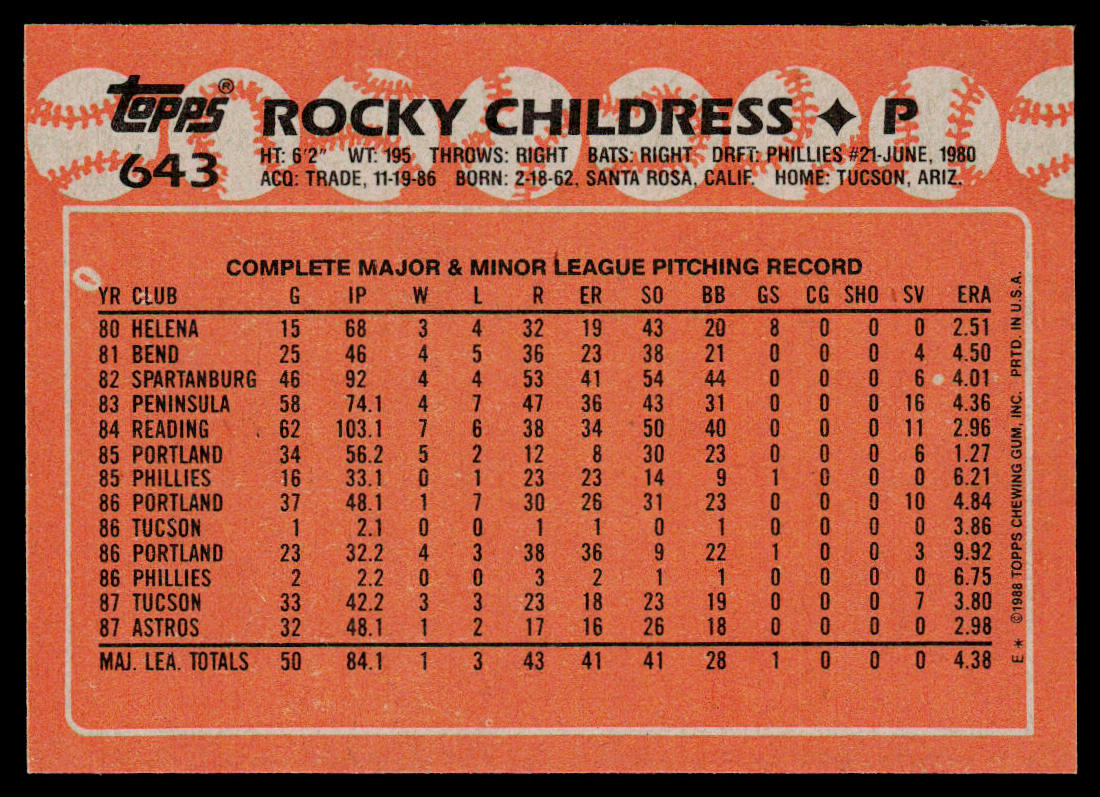 topps® ROCKY CHILDRESS ✦ P
643 HT: 6'2" WT: 195 THROWS: RIGHT BATS: RIGHT DRFT: PHILLIES #21-JUNE, 1980
ACQ: TRADE, 11-19-86 BORN: 2-18-62, SANTA ROSA, CALIF. HOME: TUCSON, ARIZ.
COMPLETE MAJOR & MINOR LEAGUE PITCHING RECORD
YR CLUB G IP W L R ER SO BB GS CG SHO SV ERA
80 HELENA 15 68 3 4 32 19 43 20 8 0 0 0 2.51
81 BEND 25 46 4 5 36 23 38 21 0 0 0 4 4.50
82 SPARTANBURG 46 92 4 4 53 41 54 44 0 0 0 6 4.01
83 PENINSULA 58 74.1 4 7 47 36 43 31 0 0 0 16 4.36
84 READING 62 103.1 7 6 38 34 50 40 0 0 0 11 2.96
85 PORTLAND 34 56.2 5 2 12 8 30 23 0 0 0 6 1.27
85 PHILLIES 16 33.1 0 1 23 23 14 9 1 0 0 0 6.21
86 PORTLAND 37 48.1 1 7 30 26 31 23 0 0 0 10 4.84
86 TUCSON 1 2.1 0 0 1 1 0 1 0 0 0 0 3.86
86 PORTLAND 23 32.2 4 3 38 36 9 22 1 0 0 3 9.92
86 PHILLIES 2 2.2 0 0 3 2 1 1 0 0 0 0 6.75
87 TUCSON 33 42.2 3 3 23 18 23 19 0 0 0 7 3.80
87 ASTROS 32 48.1 1 2 17 16 26 18 0 0 0 0 2.98
MAJ. LEA. TOTALS 50 84.1 1 3 43 41 41 28 1 0 0 0 4.38
E * ©1988 TOPPS CHEWING GUM, INC. PRTD. IN U.S.A.